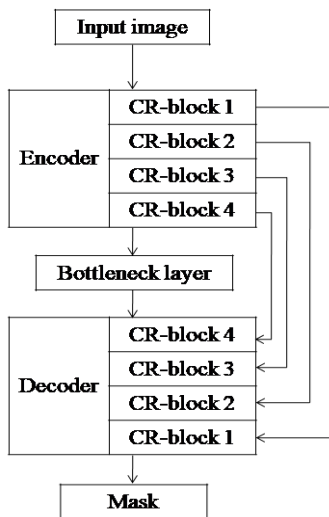 Input image
Encoder
CR-block 1
CR-block 2
CR-block 3
CR-block 4
Bottleneck layer
Decoder
CR-block 4
CR-block 3
CR-block 2
CR-block 1
Mask